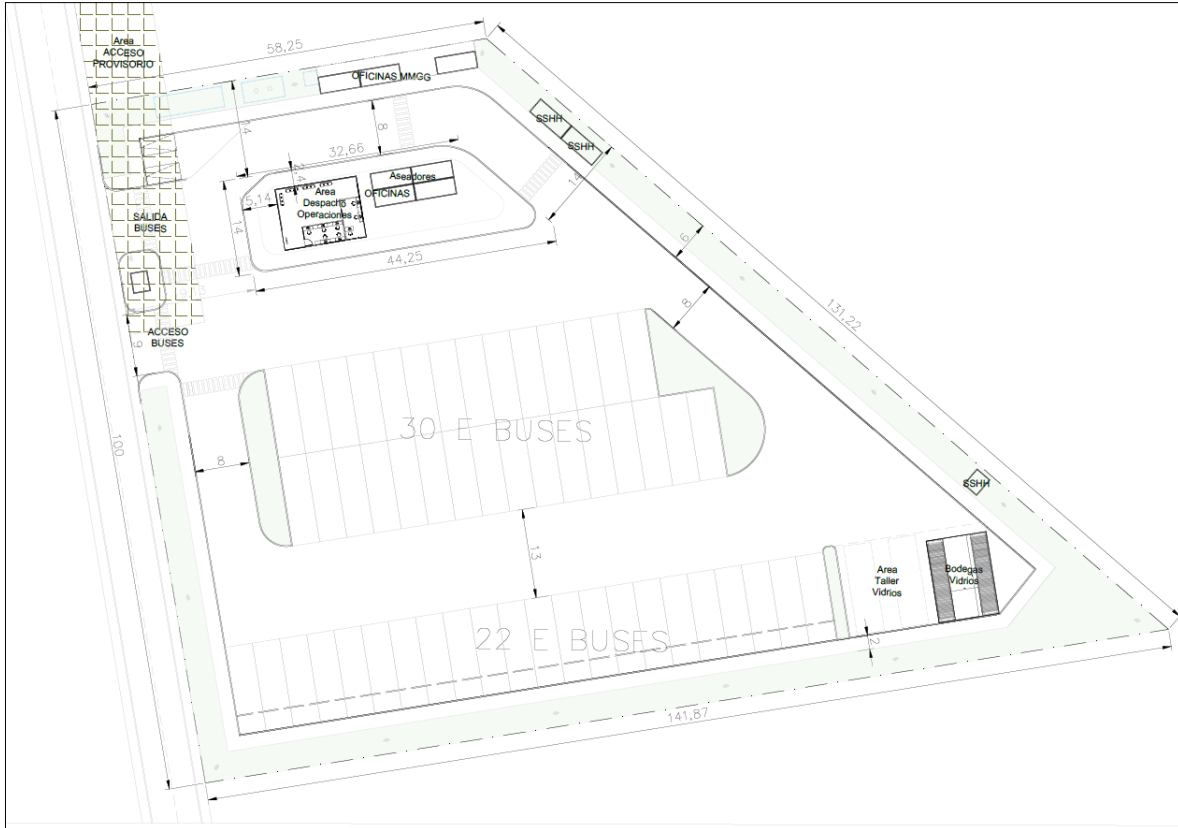 Area
ACCESO
PROVISORIO
58,25
OFICINAS MMGG
SSHH
SSHH
14
8
32,66
2,4
Aseadores
OFICINAS
Area
Despacho
Operaciones
5,14
14
14
44,25
SALIDA
BUSES
ACCESO
BUSES
9
6
8
131,22
100
30 E BUSES
8
13
SSHH
Area
Taller
Vidrios
Bodegas
Vidrios
22 E BUSES
2
141,87